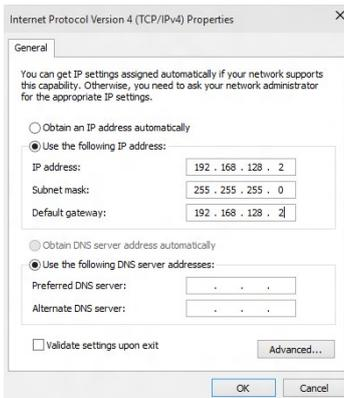 Internet Protocol Version 4 (TCP/IPv4) Properties
General
You can get IP settings assigned automatically if your network supports
this capability. Otherwise, you need to ask your network administrator
for the appropriate IP settings.
Obtain an IP address automatically
Use the following IP address:
IP address: 192 . 168 . 128 . 2
Subnet mask: 255 . 255 . 255 . 0
Default gateway: 192 . 168 . 128 . 2
Obtain DNS server address automatically
Use the following DNS server addresses:
Preferred DNS server: . . .
Alternate DNS server: . . .
Validate settings upon exit
Advanced...
OK Cancel